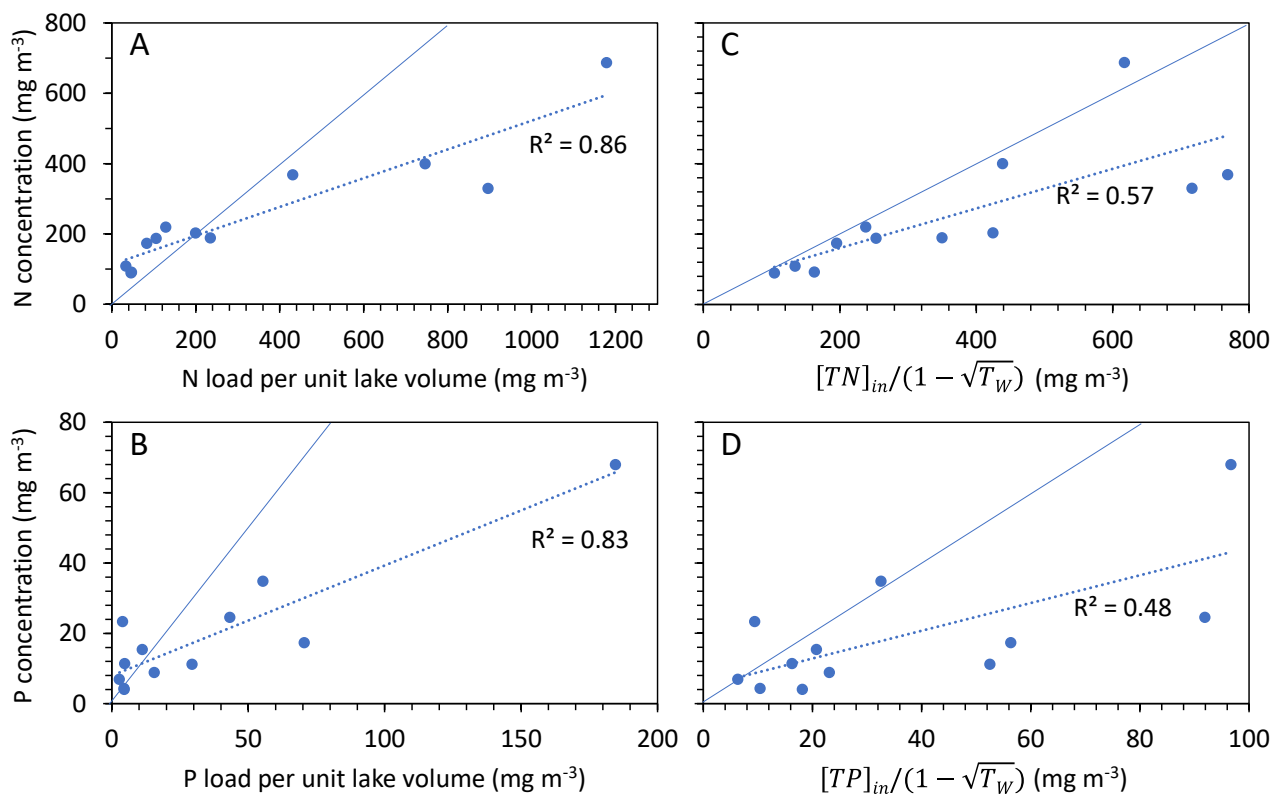 A
N concentration (mg m⁻³)
800
600
400
200
0
R² = 0.86
0 200 400 600 800 1000 1200
N load per unit lake volume (mg m⁻³)
C
R² = 0.57
0 200 400 600 800
[TN]ᵢₙ/(1 − √T_W) (mg m⁻³)
B
P concentration (mg m⁻³)
80
60
40
20
0
R² = 0.83
0 50 100 150 200
P load per unit lake volume (mg m⁻³)
D
R² = 0.48
0 20 40 60 80 100
[TP]ᵢₙ/(1 − √T_W) (mg m⁻³)